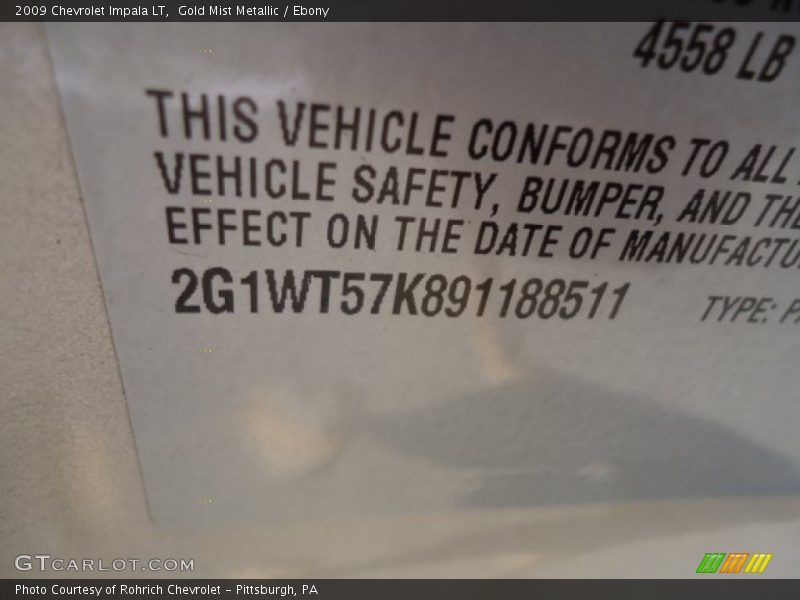 2009 Chevrolet Impala LT,  Gold Mist Metallic / Ebony
4558 LB
THIS VEHICLE CONFORMS TO ALL
VEHICLE SAFETY, BUMPER, AND THE
EFFECT ON THE DATE OF MANUFACTU
2G1WT57K891188511 TYPE: PA
GTCARLOT.COM
Photo Courtesy of Rohrich Chevrolet - Pittsburgh, PA